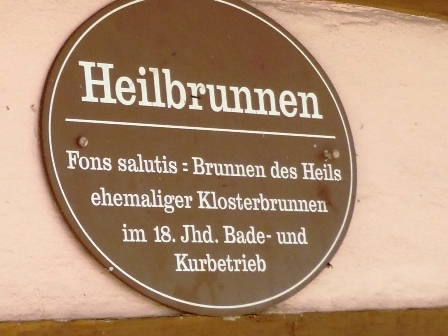 Heilbrunnen
Fons salutis = Brunnen des Heils
ehemaliger Klosterbrunnen
im 18. Jhd. Bade- und
Kurbetrieb